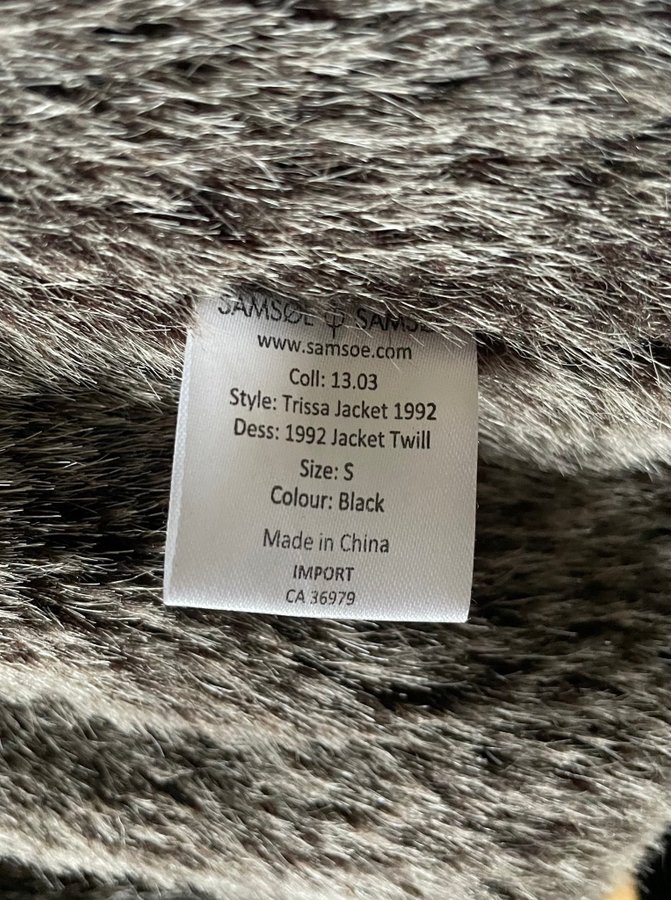 SAMSØE SAMSØE
www.samsoe.com
Coll: 13.03
Style: Trissa Jacket 1992
Dess: 1992 Jacket Twill
Size: S
Colour: Black
Made in China
IMPORT
CA 36979